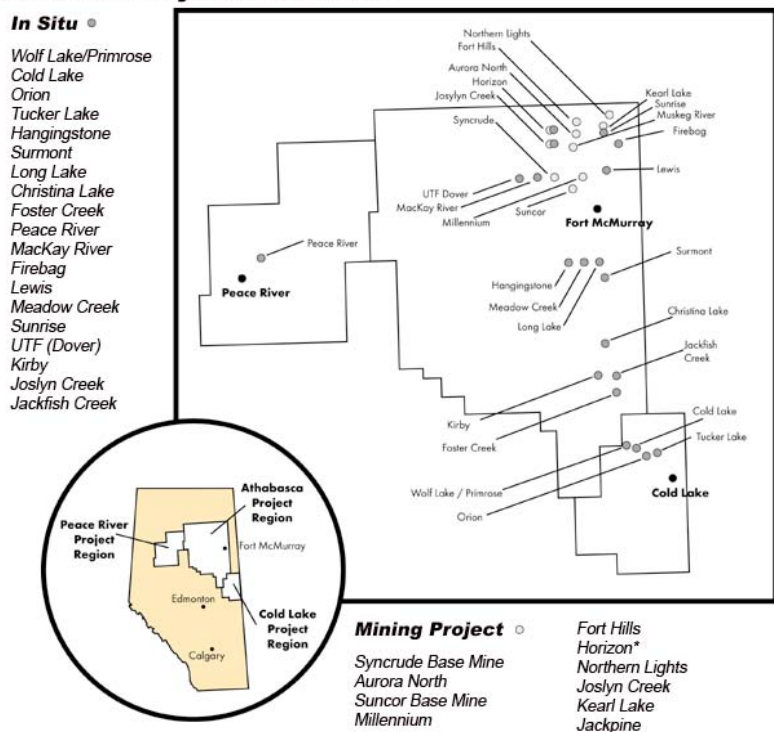 In Situ
Wolf Lake/Primrose
Cold Lake
Orion
Tucker Lake
Hangingstone
Surmont
Long Lake
Christina Lake
Foster Creek
Peace River
MacKay River
Firebag
Lewis
Meadow Creek
Sunrise
UTF (Dover)
Kirby
Joslyn Creek
Jackfish Creek
Northern Lights
Fort Hills
Aurora North
Horizon
Josylyn Creek
Syncrude
Kearl Lake
Sunrise
Muskeg River
Firebag
Lewis
UTF Dover
MacKay River
Millennium
Suncor
Fort McMurray
Peace River
Peace River
Hangingstone
Meadow Creek
Long Lake
Surmont
Christina Lake
Jackfish
Creek
Kirby
Foster Creek
Cold Lake
Tucker Lake
Wolf Lake / Primrose
Orion
Cold Lake
Athabasca
Project
Region
Peace River
Project
Region
Fort McMurray
Edmonton
Cold Lake
Project
Region
Calgary
Mining Project
Syncrude Base Mine
Aurora North
Suncor Base Mine
Millennium
Fort Hills
Horizon*
Northern Lights
Joslyn Creek
Kearl Lake
Jackpine